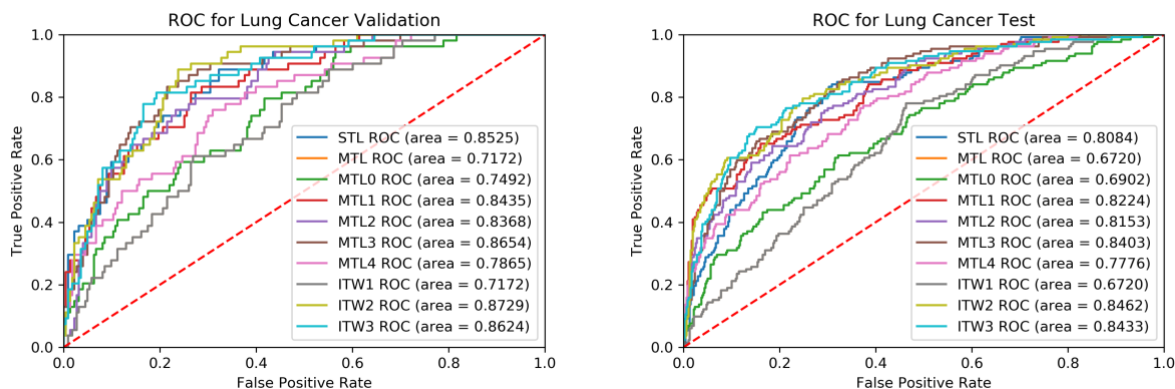 ROC for Lung Cancer Validation
1.0
0.8
0.6
0.4
0.2
0.0
True Positive Rate
STL ROC (area = 0.8525)
MTL ROC (area = 0.7172)
MTL0 ROC (area = 0.7492)
MTL1 ROC (area = 0.8435)
MTL2 ROC (area = 0.8368)
MTL3 ROC (area = 0.8654)
MTL4 ROC (area = 0.7865)
ITW1 ROC (area = 0.7172)
ITW2 ROC (area = 0.8729)
ITW3 ROC (area = 0.8624)
0.0 0.2 0.4 0.6 0.8 1.0
False Positive Rate
ROC for Lung Cancer Test
1.0
0.8
0.6
0.4
0.2
0.0
True Positive Rate
STL ROC (area = 0.8084)
MTL ROC (area = 0.6720)
MTL0 ROC (area = 0.6902)
MTL1 ROC (area = 0.8224)
MTL2 ROC (area = 0.8153)
MTL3 ROC (area = 0.8403)
MTL4 ROC (area = 0.7776)
ITW1 ROC (area = 0.6720)
ITW2 ROC (area = 0.8462)
ITW3 ROC (area = 0.8433)
0.0 0.2 0.4 0.6 0.8 1.0
False Positive Rate